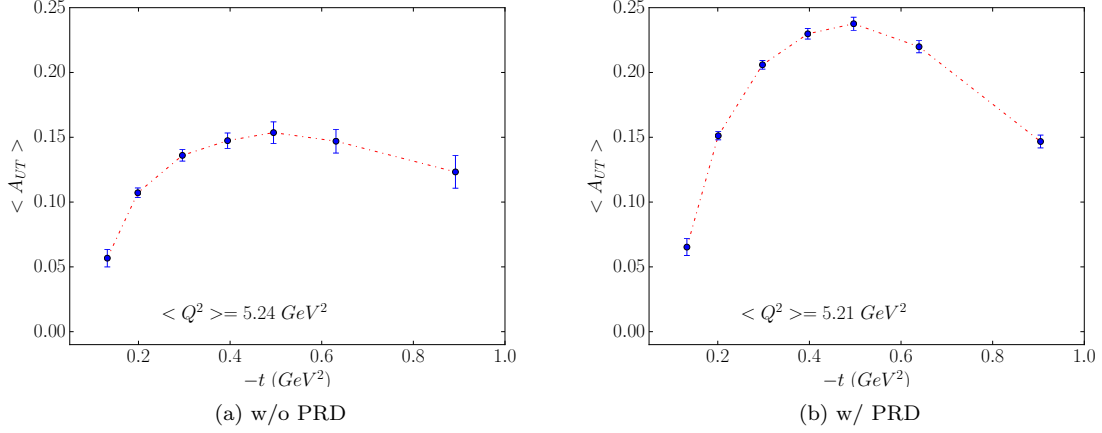 0.25
0.20
0.15
0.10
0.05
0.00
< A_{UT} >
< Q^2 >= 5.24 GeV^2
0.2 0.4 0.6 0.8 1.0
−t (GeV^2)
(a) w/o PRD
0.25
0.20
0.15
0.10
0.05
0.00
< A_{UT} >
< Q^2 >= 5.21 GeV^2
0.2 0.4 0.6 0.8 1.0
−t (GeV^2)
(b) w/ PRD